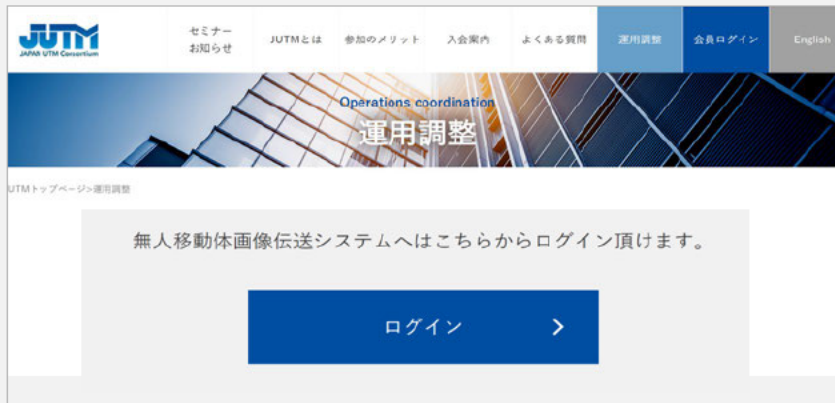 JUTM
JAPAN UTM Consortium
セミナー
お知らせ
JUTMとは
参加のメリット
入会案内
よくある質問
運用調整
会員ログイン
English
Operations coordination
運用調整
UTMトップページ>運用調整
無人移動体画像伝送システムへはこちらからログイン頂けます。
ログイン